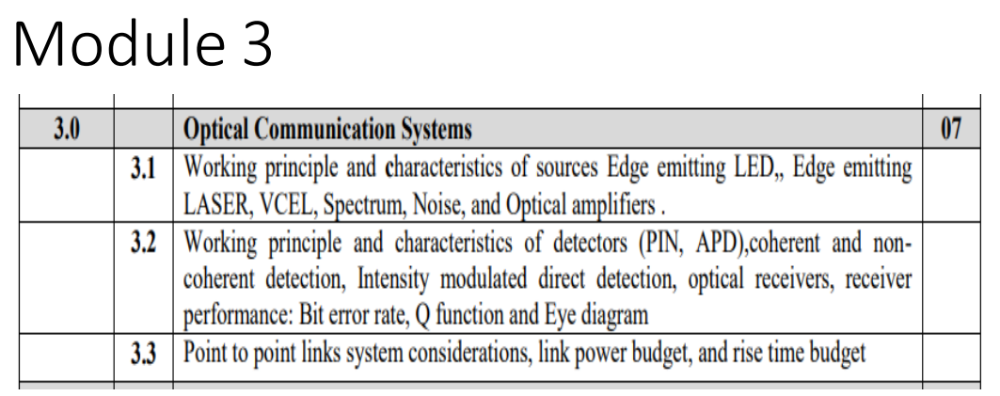 Module 3
3.0 Optical Communication Systems 07
3.1 Working principle and characteristics of sources Edge emitting LED,, Edge emitting
LASER, VCEL, Spectrum, Noise, and Optical amplifiers .
3.2 Working principle and characteristics of detectors (PIN, APD),coherent and non-
coherent detection, Intensity modulated direct detection, optical receivers, receiver
performance: Bit error rate, Q function and Eye diagram
3.3 Point to point links system considerations, link power budget, and rise time budget